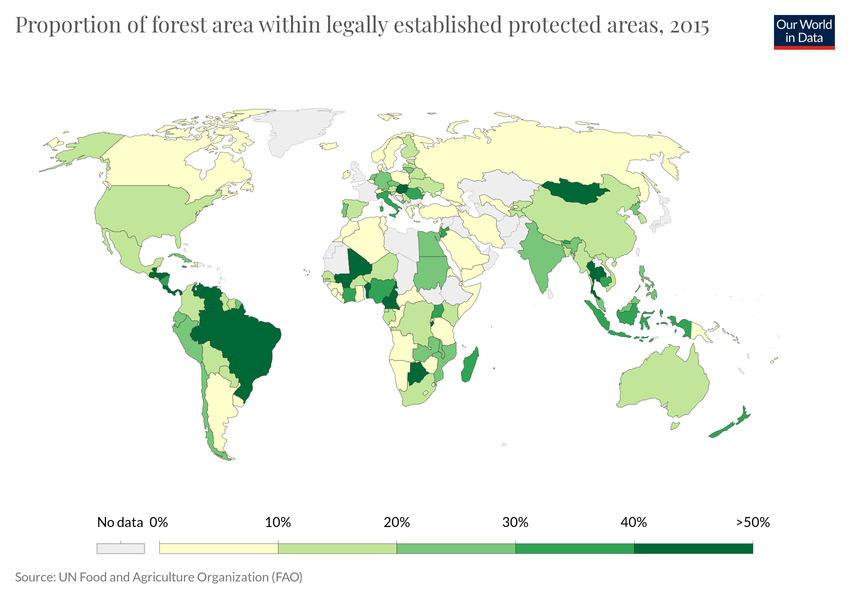 Proportion of forest area within legally established protected areas, 2015
Our World
in Data
No data 0% 10% 20% 30% 40% >50%
Source: UN Food and Agriculture Organization (FAO)